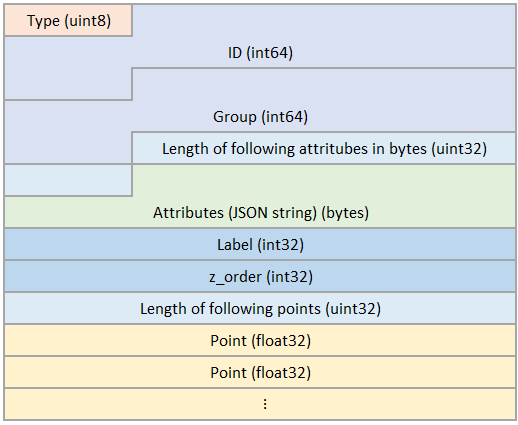 Type (uint8)
ID (int64)
Group (int64)
Length of following attritubes in bytes (uint32)
Attributes (JSON string) (bytes)
Label (int32)
z_order (int32)
Length of following points (uint32)
Point (float32)
Point (float32)
⋮